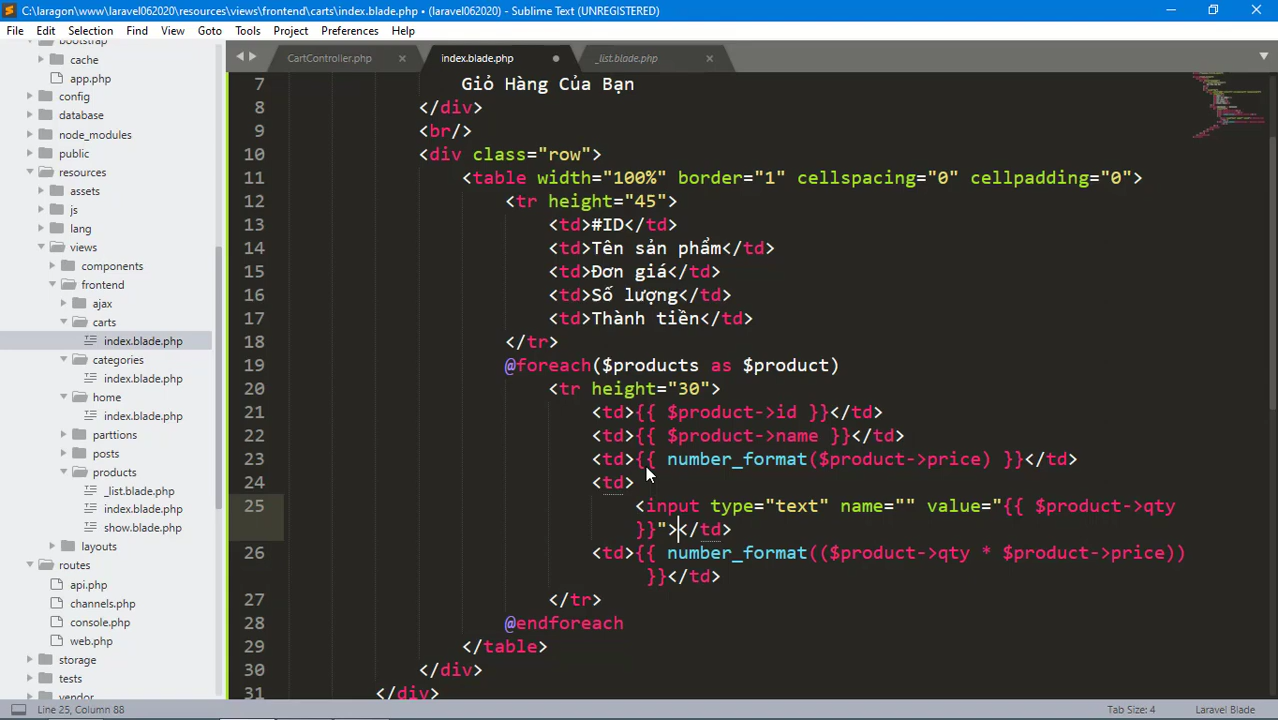 C:\laragon\www\laravel062020\resources\views\frontend\carts\index.blade.php • (laravel062020) - Sublime Text (UNREGISTERED)
File Edit Selection Find View Goto Tools Project Preferences Help
CartController.php index.blade.php _list.blade.php
bootstrap
cache
app.php
config
database
node_modules
public
resources
assets
js
lang
views
components
frontend
ajax
carts
index.blade.php
categories
index.blade.php
home
index.blade.php
parttions
posts
products
_list.blade.php
index.blade.php
show.blade.php
layouts
routes
api.php
channels.php
console.php
web.php
storage
tests
vendor
7 Giỏ Hàng Của Bạn
8 </div>
9 <br/>
10 <div class="row">
11 <table width="100%" border="1" cellspacing="0" cellpadding="0">
12 <tr height="45">
13 <td>#ID</td>
14 <td>Tên sản phẩm</td>
15 <td>Đơn giá</td>
16 <td>Số lượng</td>
17 <td>Thành tiền</td>
18 </tr>
19 @foreach($products as $product)
20 <tr height="30">
21 <td>{{ $product->id }}</td>
22 <td>{{ $product->name }}</td>
23 <td>{{ number_format($product->price) }}</td>
24 <td>
25 <input type="text" name="" value="{{ $product->qty
}}"></td>
26 <td>{{ number_format(($product->qty * $product->price))
}}</td>
27 </tr>
28 @endforeach
29 </table>
30 </div>
31 </div>
Line 25, Column 88 Tab Size: 4 Laravel Blade